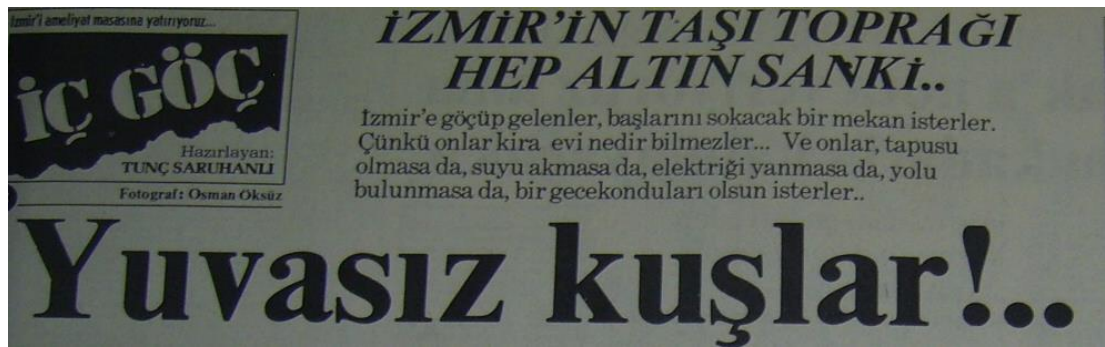 İzmir'i ameliyat masasına yatırıyoruz...
İÇ GÖÇ
Hazırlayan:
TUNÇ SARUHANLI
Fotograf: Osman Öksüz
İZMİR'İN TAŞI TOPRAĞI
HEP ALTIN SANKİ..
İzmir'e göçüp gelenler, başlarını sokacak bir mekan isterler.
Çünkü onlar kira evi nedir bilmezler... Ve onlar, tapusu
olmasa da, suyu akmasa da, elektriği yanmasa da, yolu
bulunmasa da, bir gecekonduları olsun isterler..
Yuvasız kuşlar!..